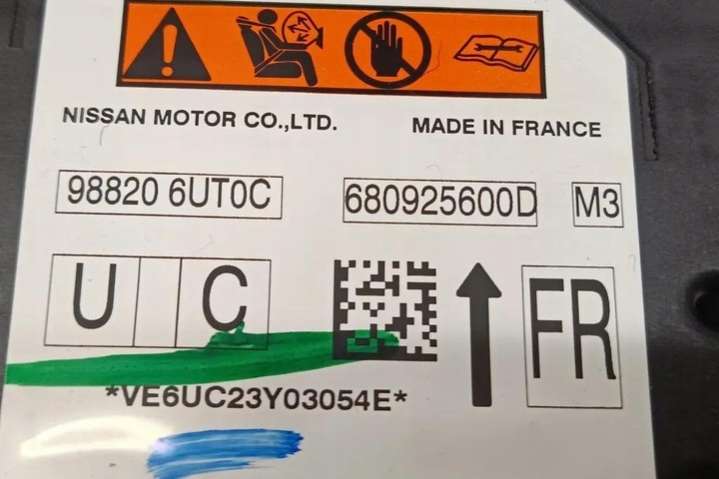 NISSAN MOTOR CO.,LTD. MADE IN FRANCE
98820 6UT0C 680925600D M3
U C FR
*VE6UC23Y03054E*